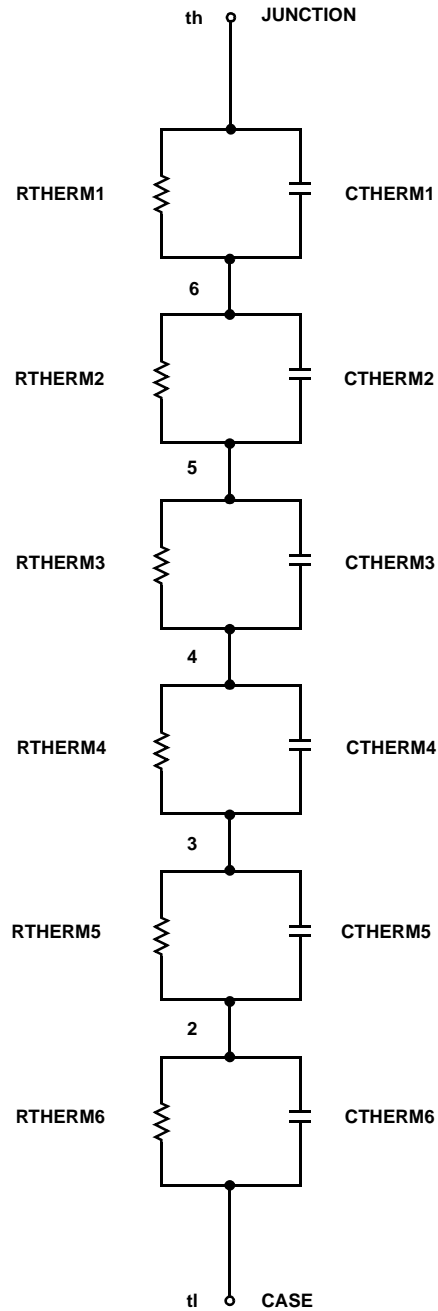 th JUNCTION
RTHERM1 CTHERM1
6
RTHERM2 CTHERM2
5
RTHERM3 CTHERM3
4
RTHERM4 CTHERM4
3
RTHERM5 CTHERM5
2
RTHERM6 CTHERM6
tl CASE